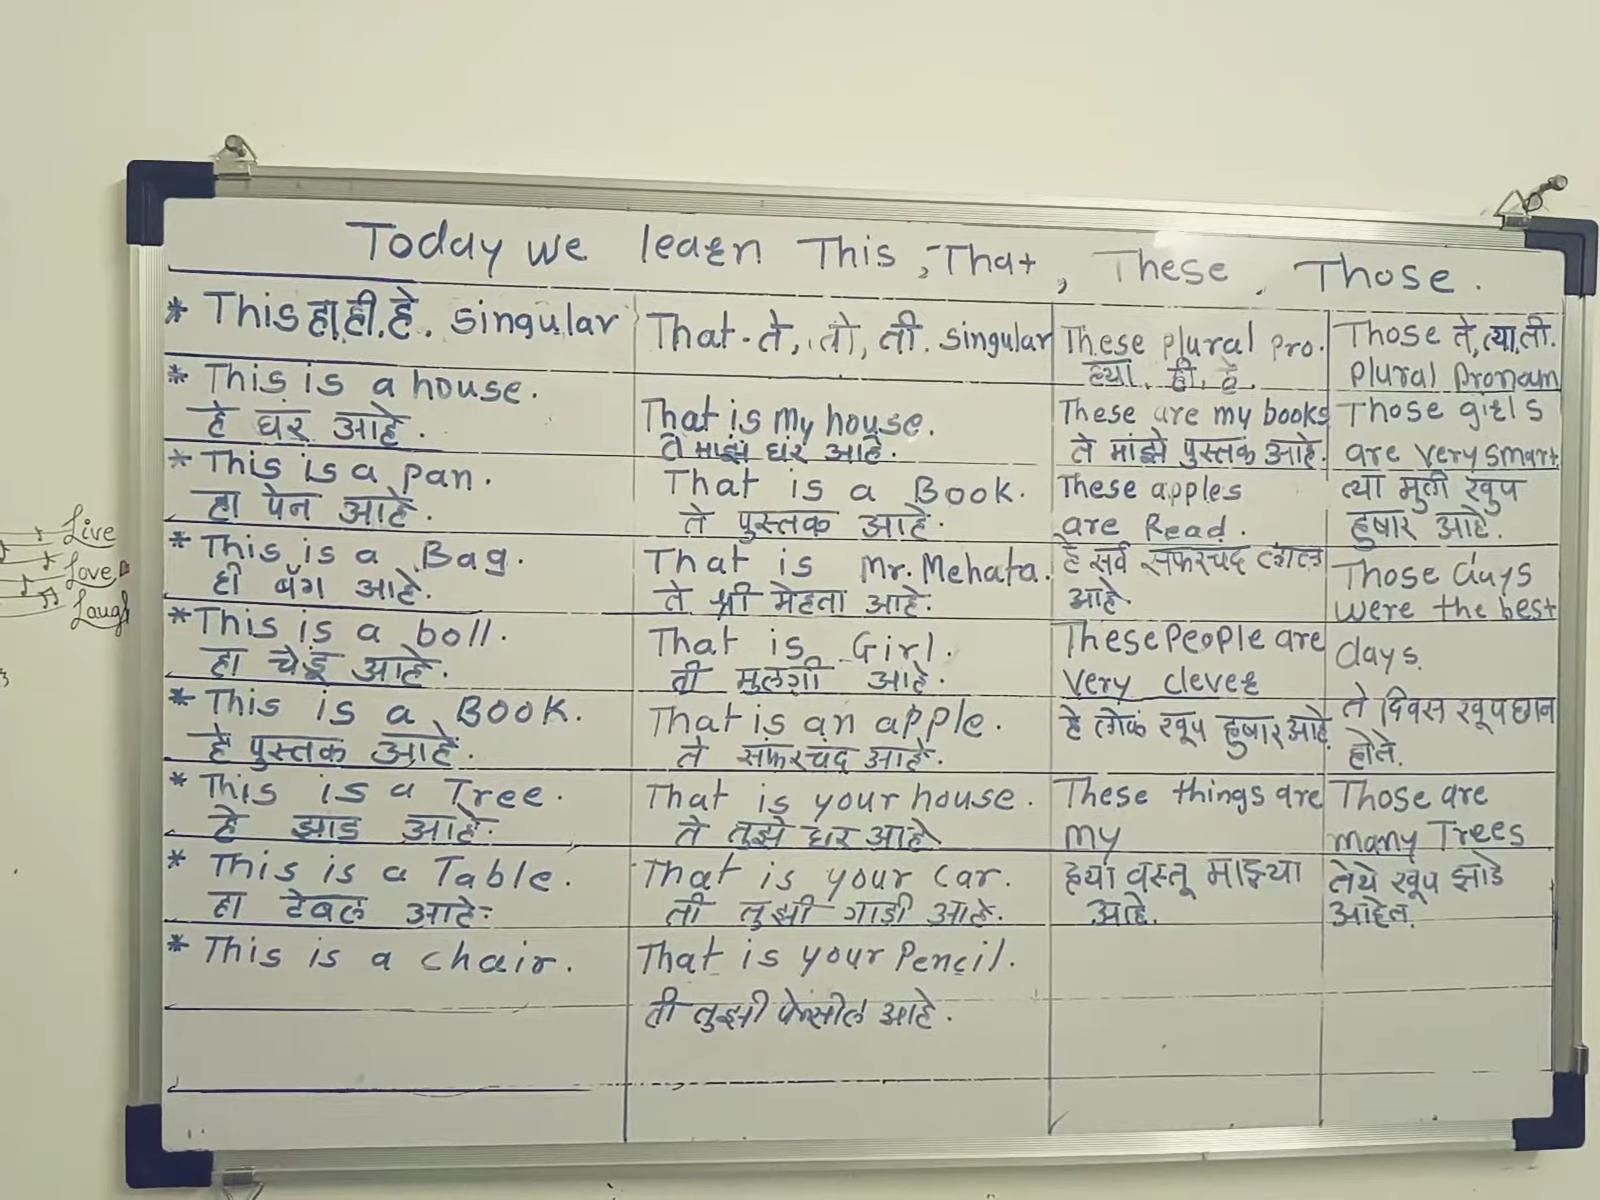 Today we learn This, That, These, Those.
* This हा,ही,हे. singular
* This is a house.
हे घर आहे.
* This is a pan.
हा पेन आहे.
* This is a Bag.
ही बॅग आहे.
* This is a boll.
हा चेंडू आहे.
* This is a Book.
हे पुस्तक आहे.
* This is a Tree.
हे झाड आहे.
* This is a Table.
हा टेबल आहे.
* This is a chair.
That - ते, तो, ती. singular
That is my house.
ते माझं घर आहे.
That is a Book.
ते पुस्तक आहे.
That is Mr. Mehata.
ते श्री मेहता आहे.
That is Girl.
ती मुलगी आहे.
That is an apple.
ते सफरचंद आहे.
That is your house.
ते तुझे घर आहे
That is your car.
ती तुझी गाडी आहे.
That is your Pencil.
ती तुझी पेन्सील आहे.
These plural pro.
ह्या, ही, हे.
These are my books
ते माझे पुस्तक आहे.
These apples
are Read.
हे सर्व सफरचंद
आहे.
These People are
very clever
हे लोकं खूप हुषार आहे.
These things are
my
ह्या वस्तू माझ्या
आहे.
Those ते,त्या,ती.
plural pronoun
Those girls
are very smart.
त्या मुली खुप
हुषार आहे.
Those days
were the best
days.
ते दिवस खूप छान
होते.
Those are
many Trees
तेथे खूप झाडे
आहेत.
Live
Love
Laugh